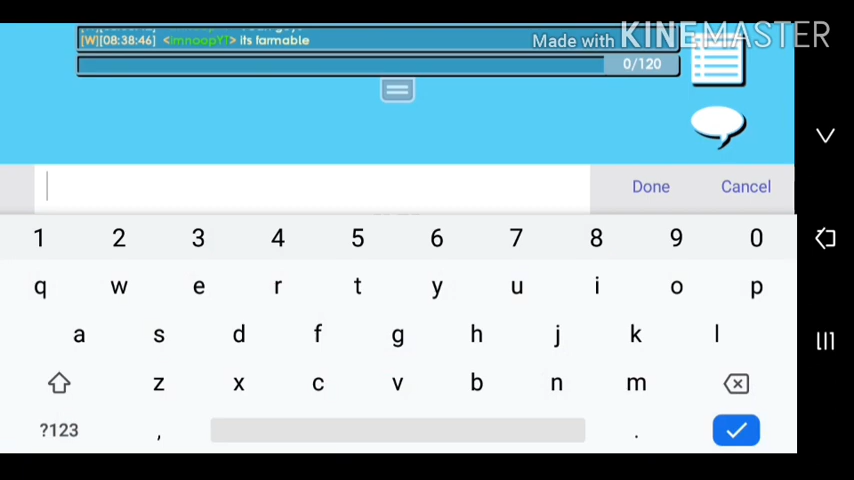 [W][08:38:46] <imnoopYT> its farmable
Made with KINEMASTER
0/120
Done Cancel
1 2 3 4 5 6 7 8 9 0
q w e r t y u i o p
a s d f g h j k l
z x c v b n m
?123 , .